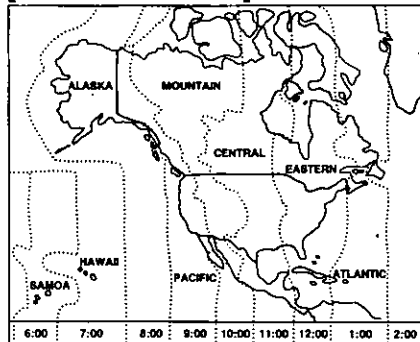 ALASKA MOUNTAIN
CENTRAL
EASTERN
HAWAII
SAMOA
PACIFIC ATLANTIC
6:00 7:00 8:00 9:00 10:00 11:00 12:00 1:00 2:00